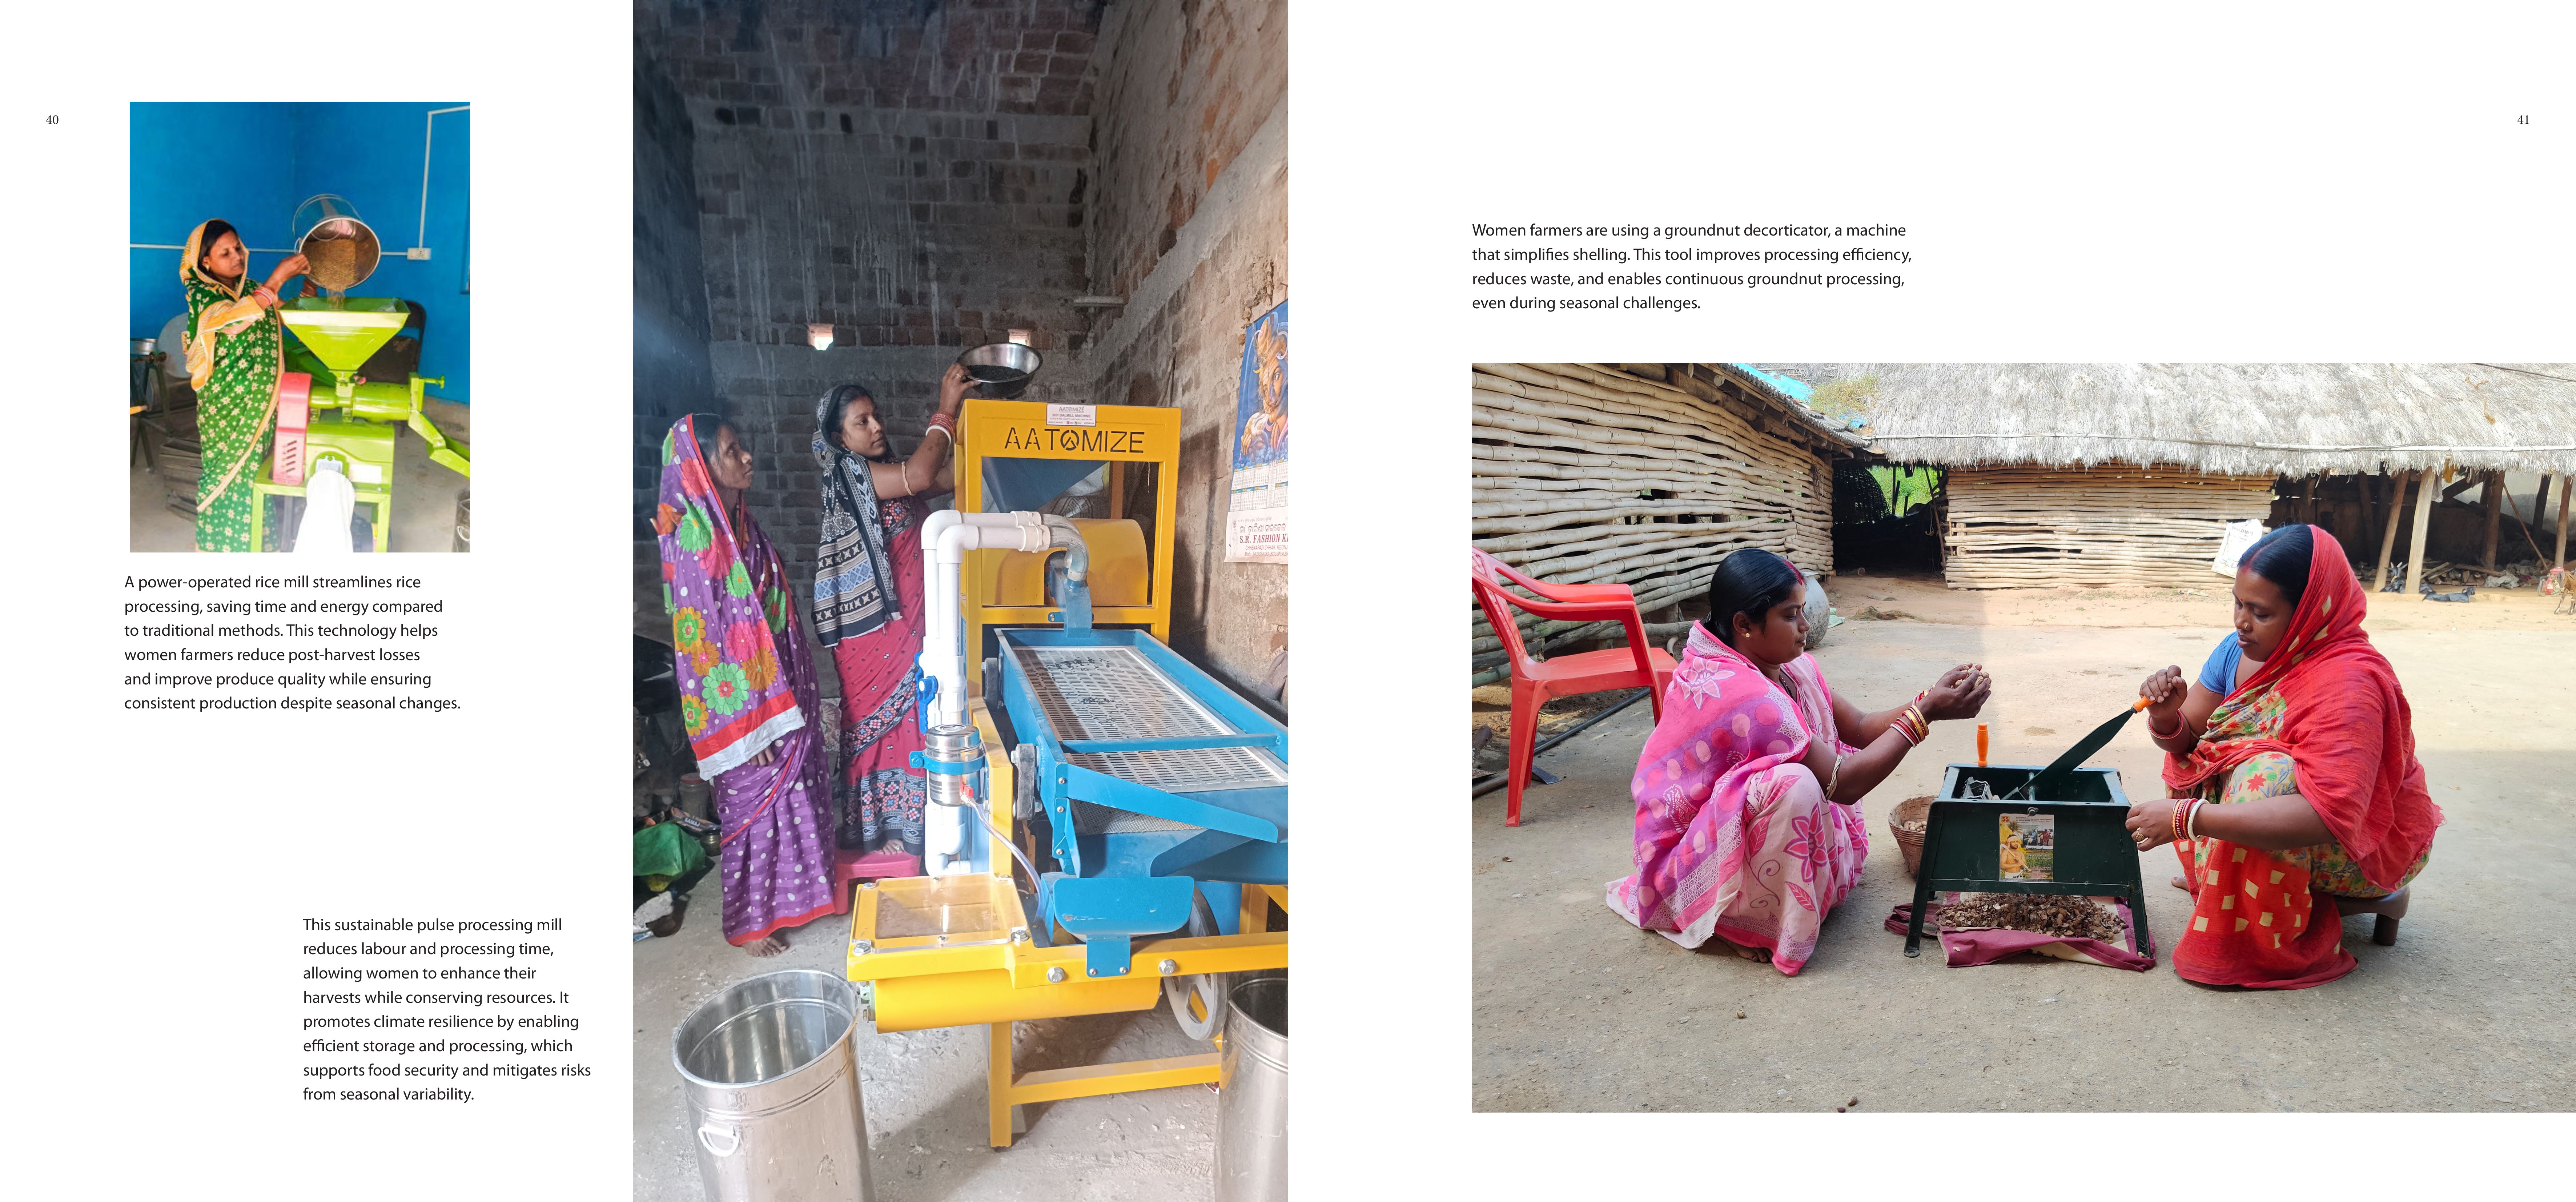 40
A power-operated rice mill streamlines rice
processing, saving time and energy compared
to traditional methods. This technology helps
women farmers reduce post-harvest losses
and improve produce quality while ensuring
consistent production despite seasonal changes.
This sustainable pulse processing mill
reduces labour and processing time,
allowing women to enhance their
harvests while conserving resources. It
promotes climate resilience by enabling
efficient storage and processing, which
supports food security and mitigates risks
from seasonal variability.
AATOMIZE
AATOMIZE
S.R. FASHION
41
Women farmers are using a groundnut decorticator, a machine
that simplifies shelling. This tool improves processing efficiency,
reduces waste, and enables continuous groundnut processing,
even during seasonal challenges.